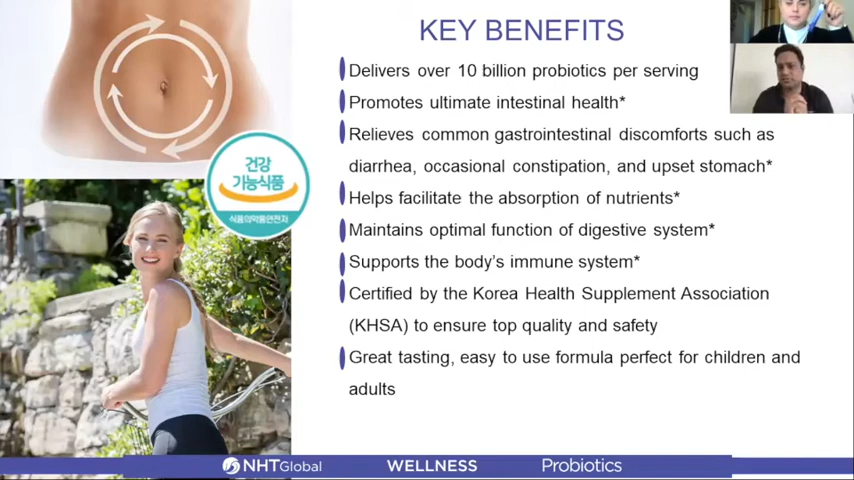 KEY BENEFITS
Delivers over 10 billion probiotics per serving
Promotes ultimate intestinal health*
Relieves common gastrointestinal discomforts such as
diarrhea, occasional constipation, and upset stomach*
Helps facilitate the absorption of nutrients*
Maintains optimal function of digestive system*
Supports the body's immune system*
Certified by the Korea Health Supplement Association
(KHSA) to ensure top quality and safety
Great tasting, easy to use formula perfect for children and
adults
건강
기능식품
식품의약품안전처
NHT Global
WELLNESS
Probiotics